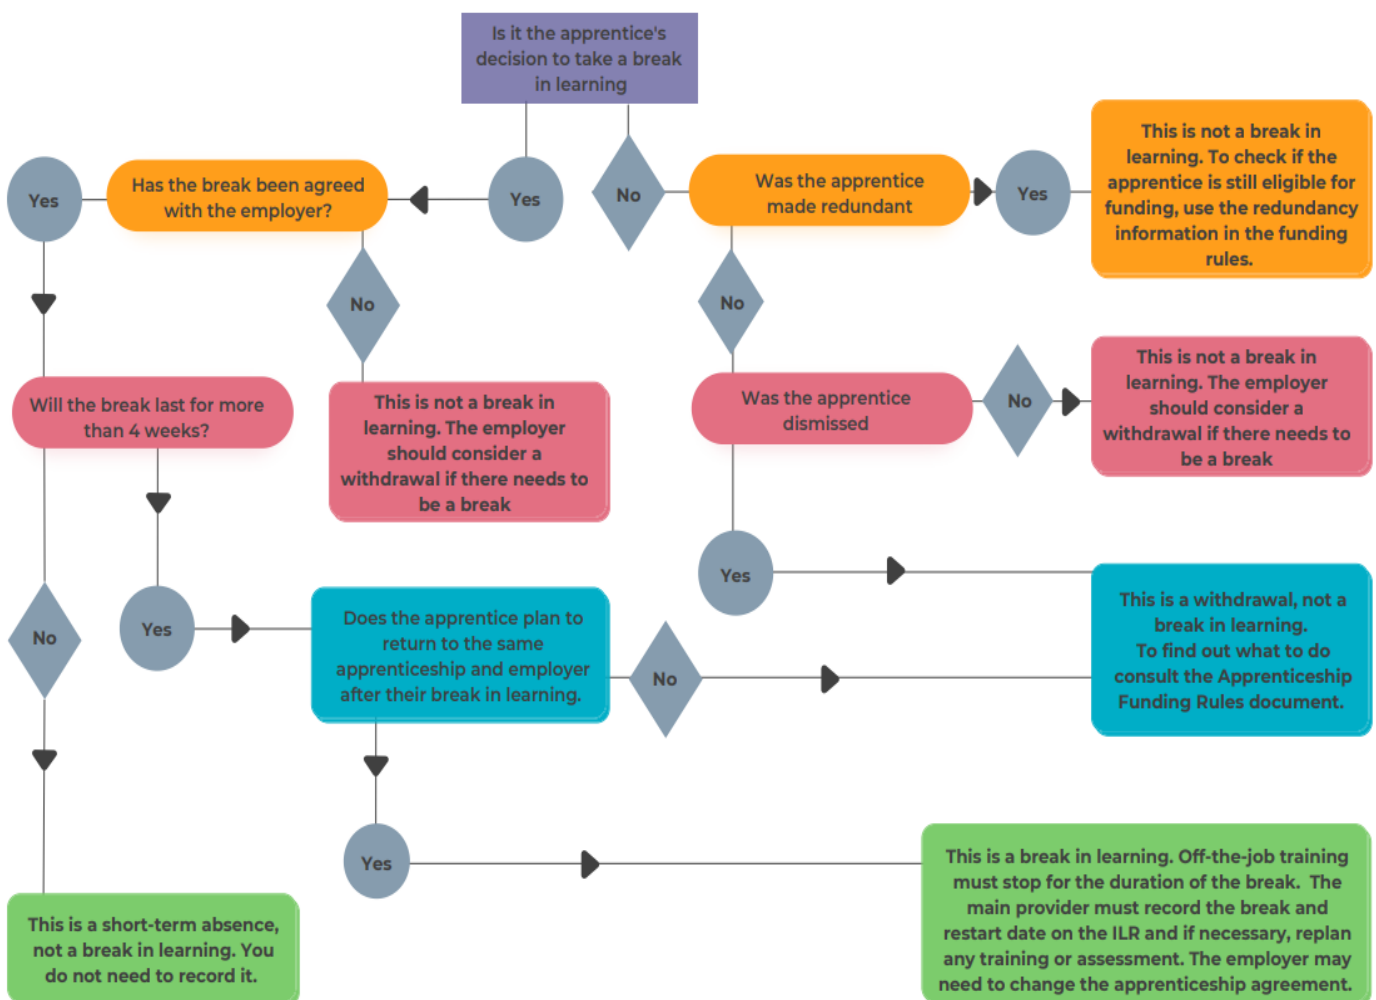 Is it the apprentice's
decision to take a break
in learning
Yes
Has the break been agreed
with the employer?
Yes
No
Was the apprentice
made redundant
Yes
This is not a break in
learning. To check if the
apprentice is still eligible for
funding, use the redundancy
information in the funding
rules.
No
No
Will the break last for more
than 4 weeks?
This is not a break in
learning. The employer
should consider a
withdrawal if there needs to
be a break
Was the apprentice
dismissed
No
This is not a break in
learning. The employer
should consider a
withdrawal if there needs to
be a break
Yes
No
Yes
Does the apprentice plan to
return to the same
apprenticeship and employer
after their break in learning.
No
This is a withdrawal, not a
break in learning.
To find out what to do
consult the Apprenticeship
Funding Rules document.
Yes
This is a short-term absence,
not a break in learning. You
do not need to record it.
This is a break in learning. Off-the-job training
must stop for the duration of the break. The
main provider must record the break and
restart date on the ILR and if necessary, replan
any training or assessment. The employer may
need to change the apprenticeship agreement.